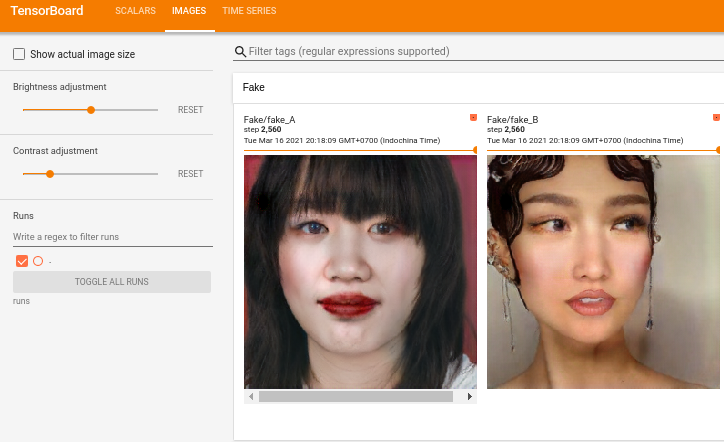 TensorBoard
SCALARS IMAGES TIME SERIES
Show actual image size
Brightness adjustment
RESET
Contrast adjustment
RESET
Runs
Write a regex to filter runs
.
TOGGLE ALL RUNS
runs
Filter tags (regular expressions supported)
Fake
Fake/fake_A
step 2,560
Tue Mar 16 2021 20:18:09 GMT+0700 (Indochina Time)
Fake/fake_B
step 2,560
Tue Mar 16 2021 20:18:09 GMT+0700 (Indochina Time)